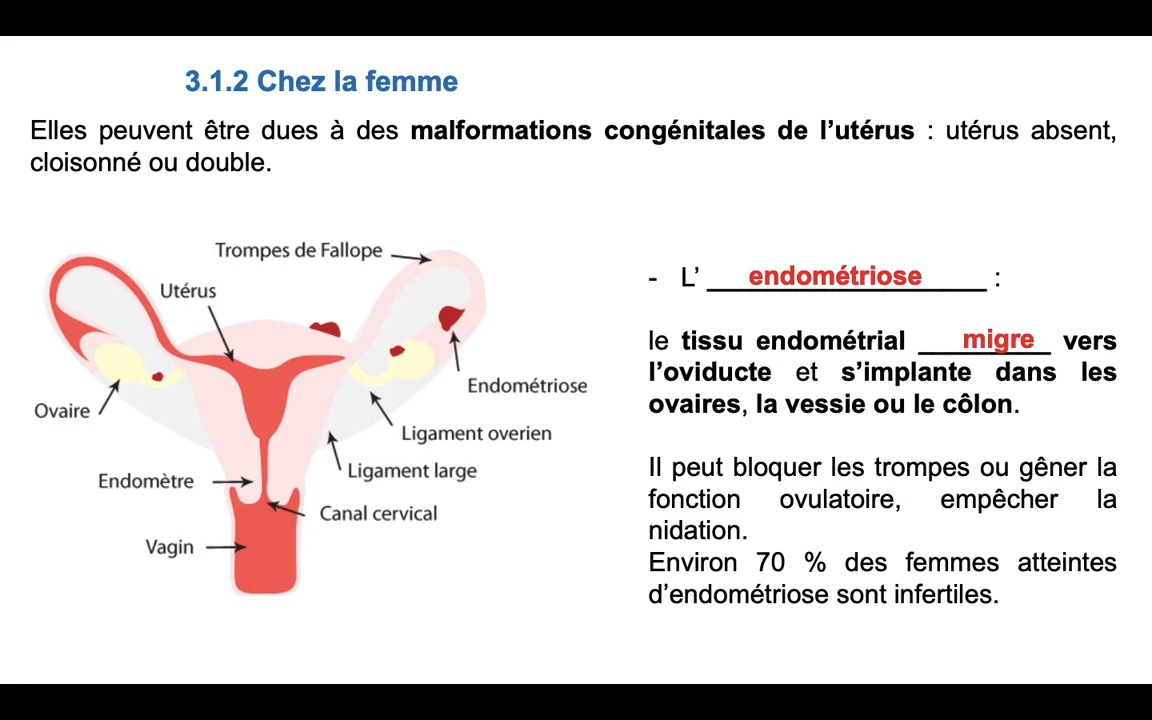 3.1.2 Chez la femme
Elles peuvent être dues à des malformations congénitales de l’utérus : utérus absent,
cloisonné ou double.
Trompes de Fallope
Utérus
Endométriose
Ovaire
Ligament overien
Ligament large
Endomètre
Canal cervical
Vagin
- L’ endométriose :
le tissu endométrial migre vers
l’oviducte et s’implante dans les
ovaires, la vessie ou le côlon.
Il peut bloquer les trompes ou gêner la
fonction ovulatoire, empêcher la
nidation.
Environ 70 % des femmes atteintes
d’endométriose sont infertiles.